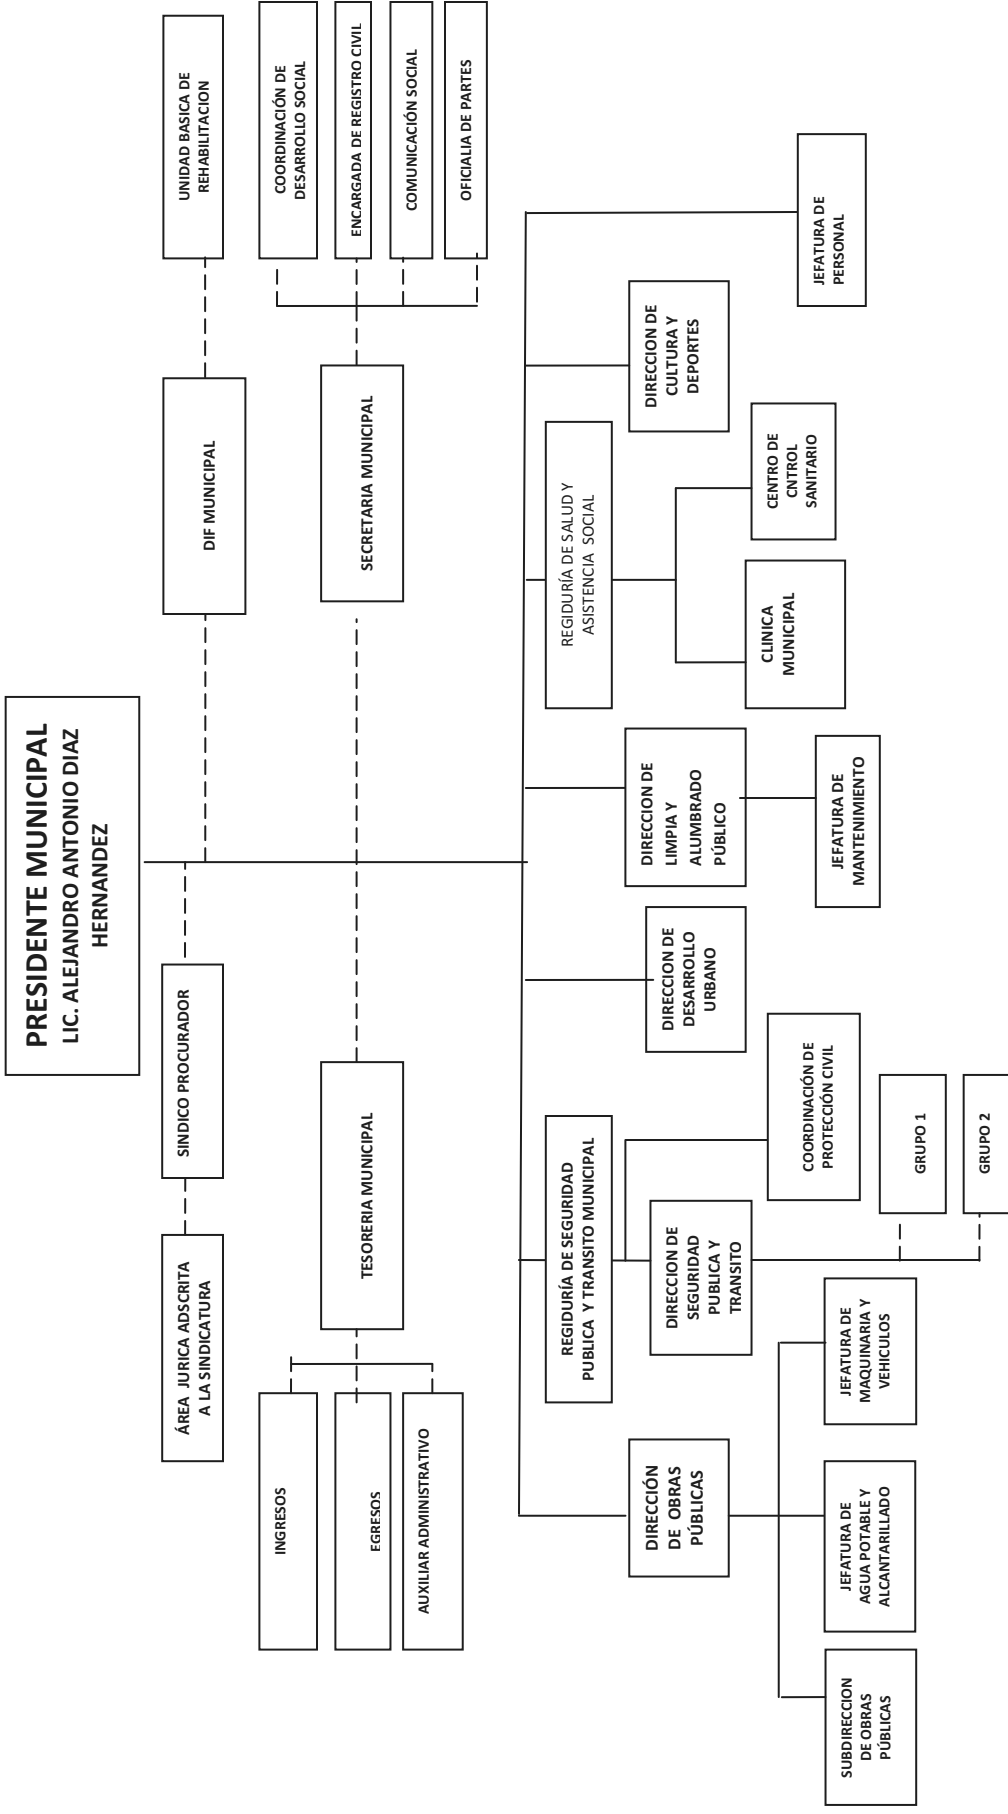 PRESIDENTE MUNICIPAL
LIC. ALEJANDRO ANTONIO DIAZ
HERNANDEZ
ÁREA JURICA ADSCRITA
A LA SINDICATURA
SINDICO PROCURADOR
DIF MUNICIPAL
UNIDAD BASICA DE
REHABILITACION
INGRESOS
EGRESOS
AUXILIAR ADMINISTRATIVO
TESORERIA MUNICIPAL
SECRETARIA MUNICIPAL
COORDINACIÓN DE
DESARROLLO SOCIAL
ENCARGADA DE REGISTRO CIVIL
COMUNICACIÓN SOCIAL
OFICIALIA DE PARTES
DIRECCIÓN
DE OBRAS
PÚBLICAS
SUBDIRECCION
DE OBRAS
PÚBLICAS
JEFATURA DE
AGUA POTABLE Y
ALCANTARILLADO
JEFATURA DE
MAQUINARIA Y
VEHICULOS
REGIDURÍA DE SEGURIDAD
PUBLICA Y TRANSITO MUNICIPAL
DIRECCION DE
SEGURIDAD
PUBLICA Y
TRANSITO
COORDINACIÓN DE
PROTECCIÓN CIVIL
GRUPO 1
GRUPO 2
DIRECCION DE
DESARROLLO
URBANO
DIRECCION DE
LIMPIA Y
ALUMBRADO
PÚBLICO
JEFATURA DE
MANTENIMIENTO
REGIDURÍA DE SALUD Y
ASISTENCIA SOCIAL
CLINICA
MUNICIPAL
CENTRO DE
CNTROL
SANITARIO
DIRECCION DE
CULTURA Y
DEPORTES
JEFATURA DE
PERSONAL